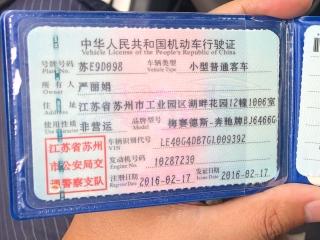 中华人民共和国机动车行驶证
Vehicle License of the People's Republic of China
号牌号码 苏E9D098 车辆类型 小型普通客车
Plate No. Vehicle Type
所有人 严丽娟
Owner
住址 江苏省苏州市工业园区湖畔花园12幢1006室
Address
使用性质 非营运 品牌型号 梅赛德斯-奔驰牌BJ6466G
Use Character Model
江苏省苏州市公安局交通警察支队
车辆识别代号 LE40G4DB7GL009392
VIN
发动机号码 10287230
Engine No.
注册日期 2016-02-17 发证日期 2016-02-17
Register Date Issue Date